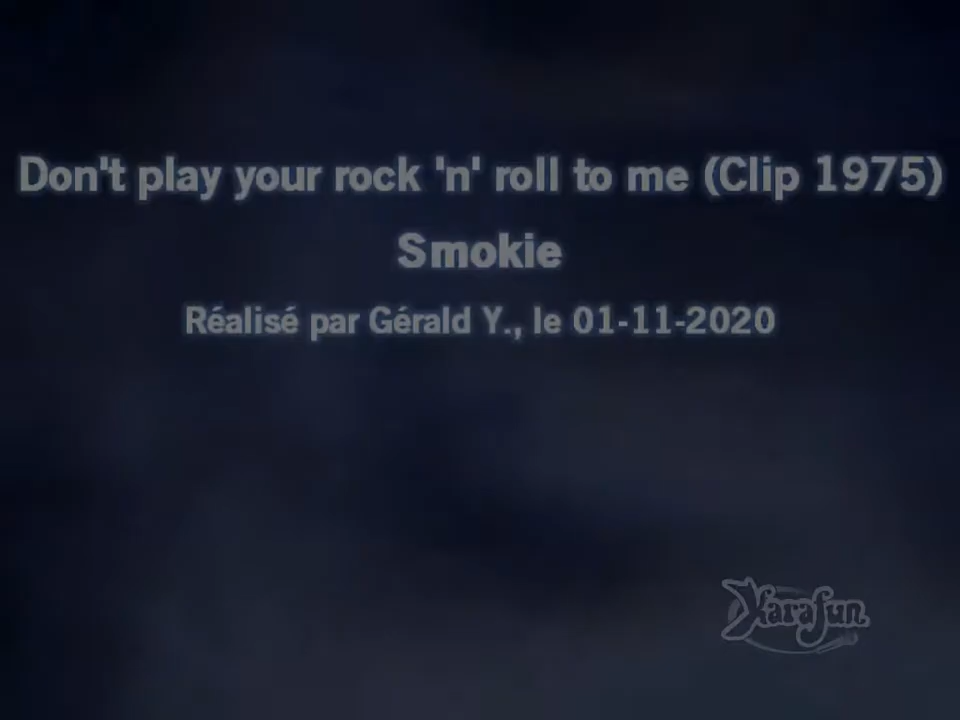 Don't play your rock 'n' roll to me (Clip 1975)
Smokie
Réalisé par Gérald Y., le 01-11-2020
Karafun